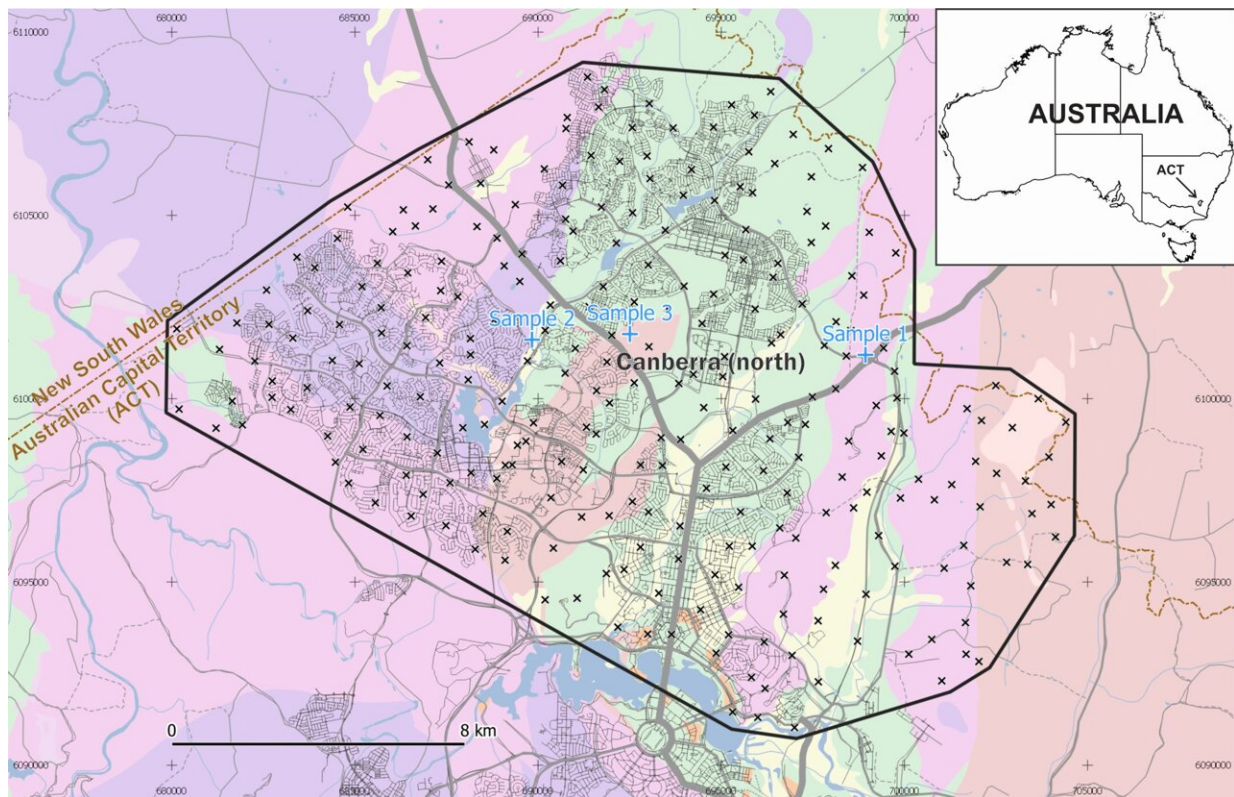 680000 685000 690000 695000 700000
6110000
AUSTRALIA
ACT
6105000
New South Wales
Australian Capital Territory
(ACT)
Sample 2
Sample 3
Sample 1
Canberra (north)
6100000
6100000
6095000
6095000
0 8 km
6090000
6090000
680000 685000 690000 695000 700000 705000